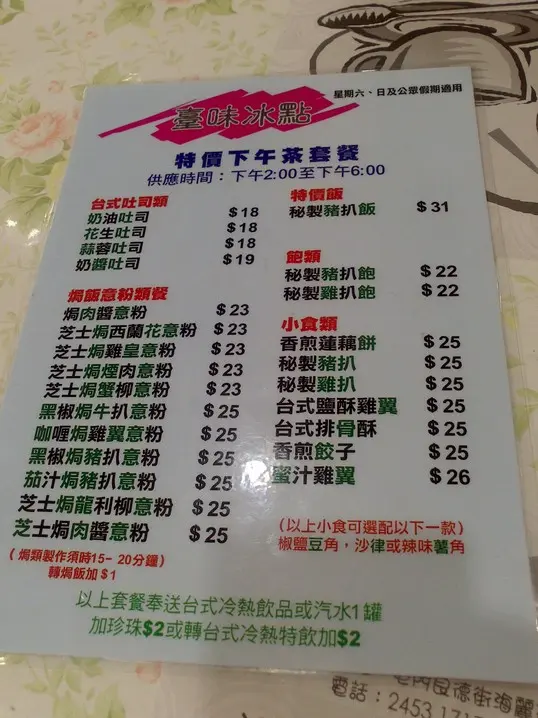 星期六、日及公眾假期適用
臺味冰點
特價下午茶套餐
供應時間：下午2:00至下午6:00
台式吐司類
奶油吐司 $18
花生吐司 $18
蒜蓉吐司 $18
奶醬吐司 $19
焗飯意粉類餐
焗肉醬意粉 $23
芝士焗西蘭花意粉 $23
芝士焗雞皇意粉 $23
芝士焗煙肉意粉 $23
芝士焗蟹柳意粉 $23
黑椒焗牛扒意粉 $25
咖喱焗雞翼意粉 $25
黑椒焗豬扒意粉 $25
茄汁焗豬扒意粉 $25
芝士焗龍利柳意粉 $25
芝士焗肉醬意粉 $25
(焗類製作須時15-20分鐘)
轉焗飯加$1
特價飯
秘製豬扒飯 $31
飽類
秘製豬扒飽 $22
秘製雞扒飽 $22
小食類
香煎蓮藕餅 $25
秘製豬扒 $25
秘製雞扒 $25
台式鹽酥雞翼 $25
台式排骨酥 $25
香煎餃子 $25
蜜汁雞翼 $26
(以上小食可選配以下一款)
椒鹽豆角，沙律或辣味薯角
以上套餐奉送台式冷熱飲品或汽水1罐
加珍珠$2或轉台式冷熱特飲加$2
良德街海麗
電話：2453 17